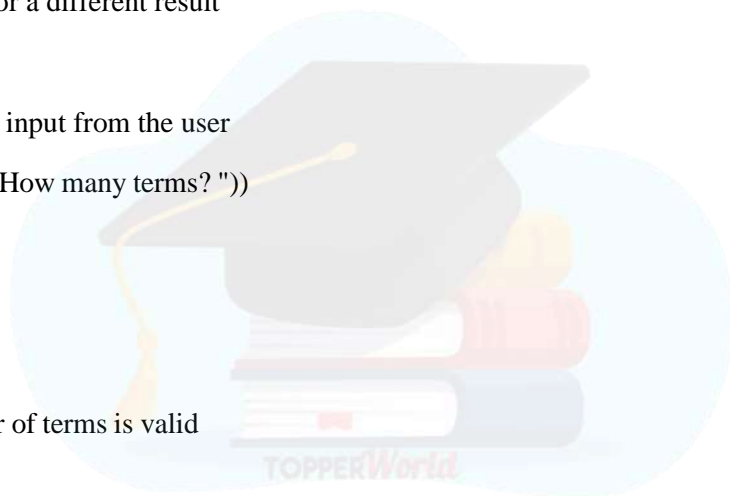 or a different result
input from the user
How many terms? "))
r of terms is valid
TOPPERWorld